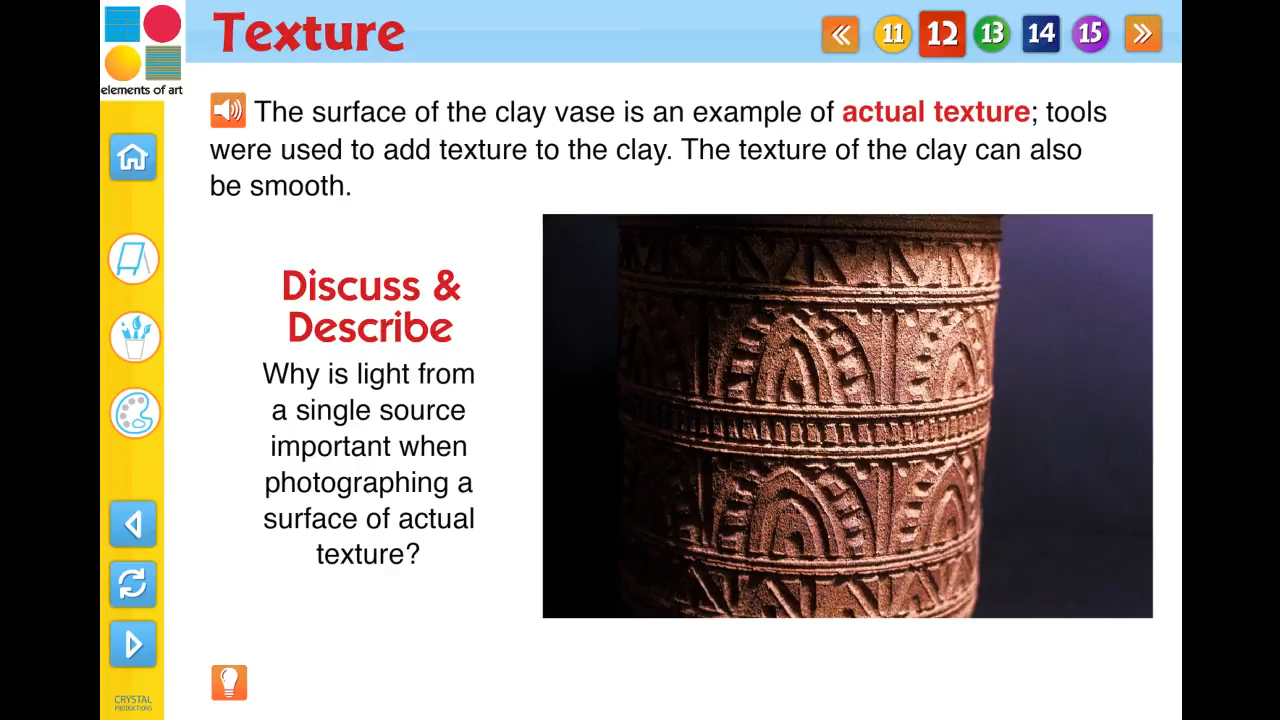 Texture
11 12 13 14 15
elements of art
The surface of the clay vase is an example of actual texture; tools
were used to add texture to the clay. The texture of the clay can also
be smooth.
Discuss &
Describe
Why is light from
a single source
important when
photographing a
surface of actual
texture?
CRYSTAL
PRODUCTIONS